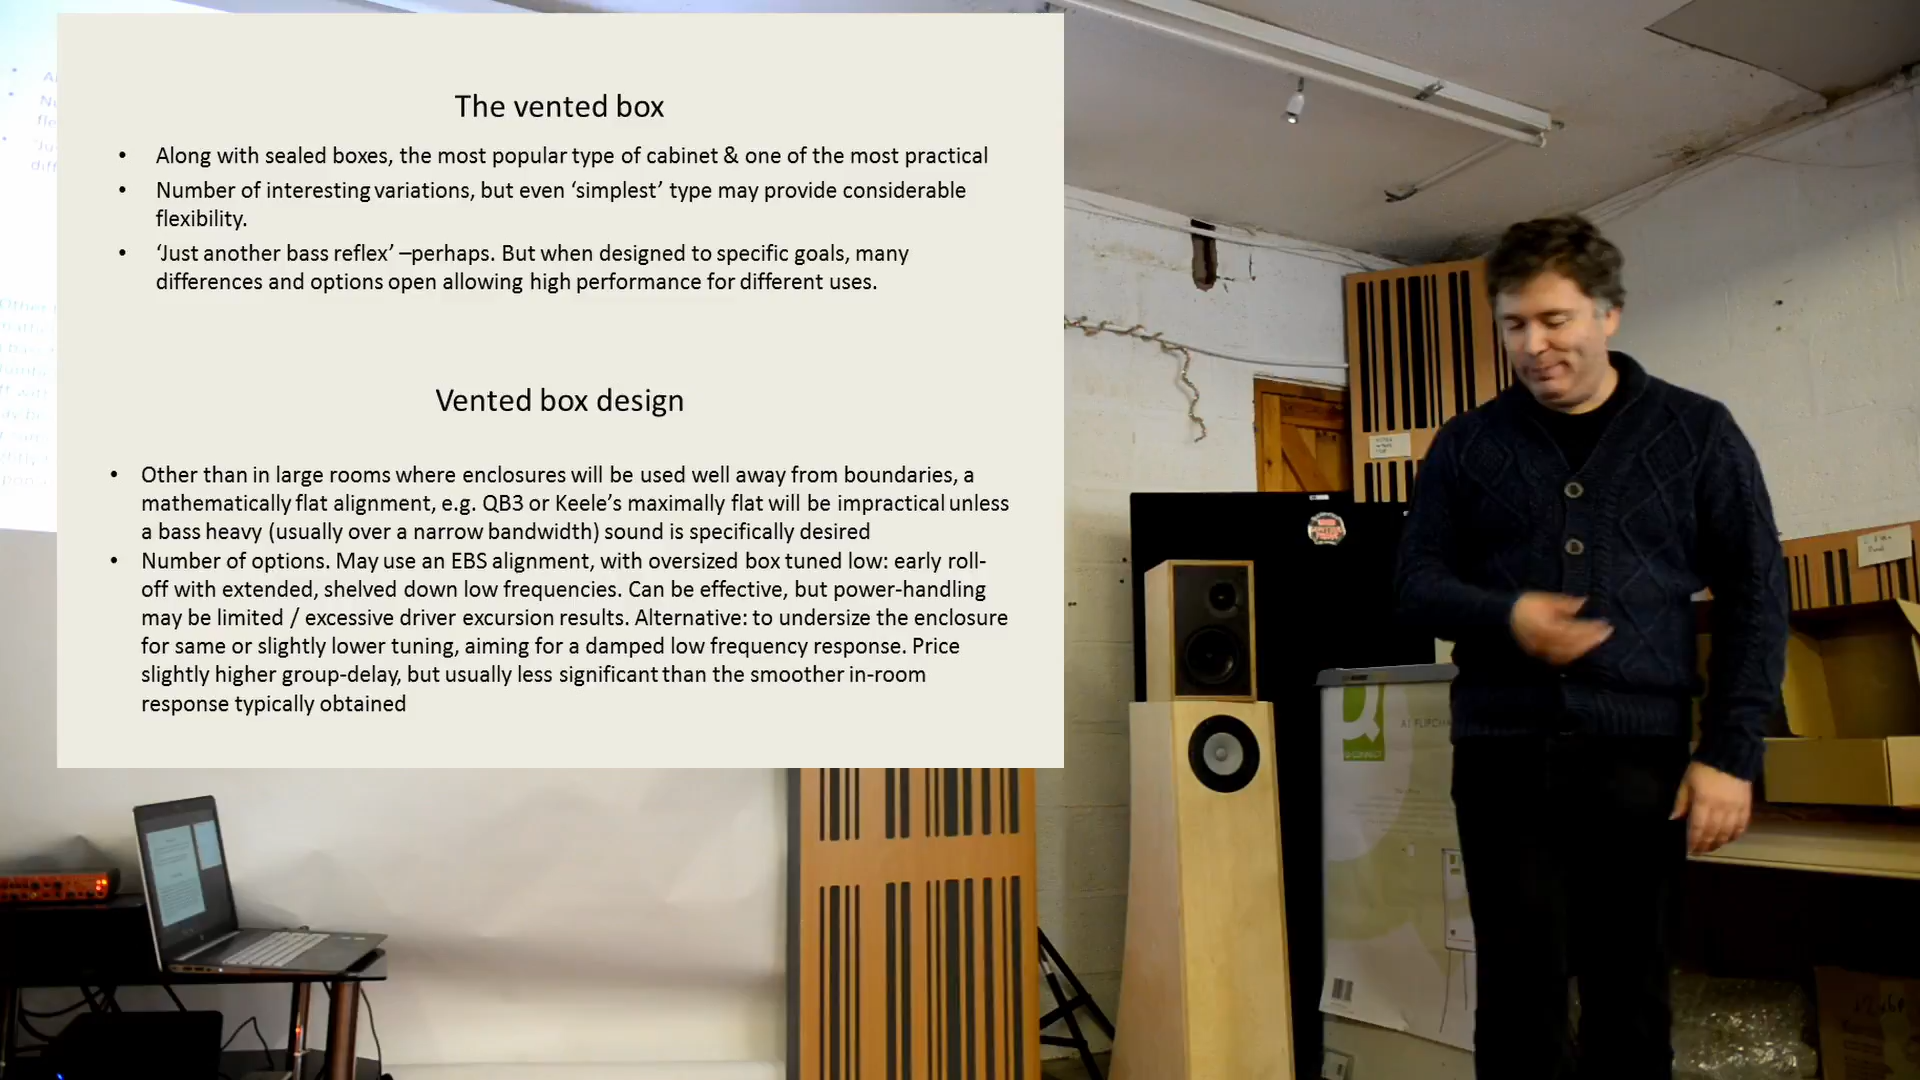 The vented box
• Along with sealed boxes, the most popular type of cabinet & one of the most practical
• Number of interesting variations, but even ‘simplest’ type may provide considerable
flexibility.
• ‘Just another bass reflex’ –perhaps. But when designed to specific goals, many
differences and options open allowing high performance for different uses.
Vented box design
• Other than in large rooms where enclosures will be used well away from boundaries, a
mathematically flat alignment, e.g. QB3 or Keele’s maximally flat will be impractical unless
a bass heavy (usually over a narrow bandwidth) sound is specifically desired
• Number of options. May use an EBS alignment, with oversized box tuned low: early roll-
off with extended, shelved down low frequencies. Can be effective, but power-handling
may be limited / excessive driver excursion results. Alternative: to undersize the enclosure
for same or slightly lower tuning, aiming for a damped low frequency response. Price
slightly higher group-delay, but usually less significant than the smoother in-room
response typically obtained
Q-CONNECT
A1 FLIPCHA